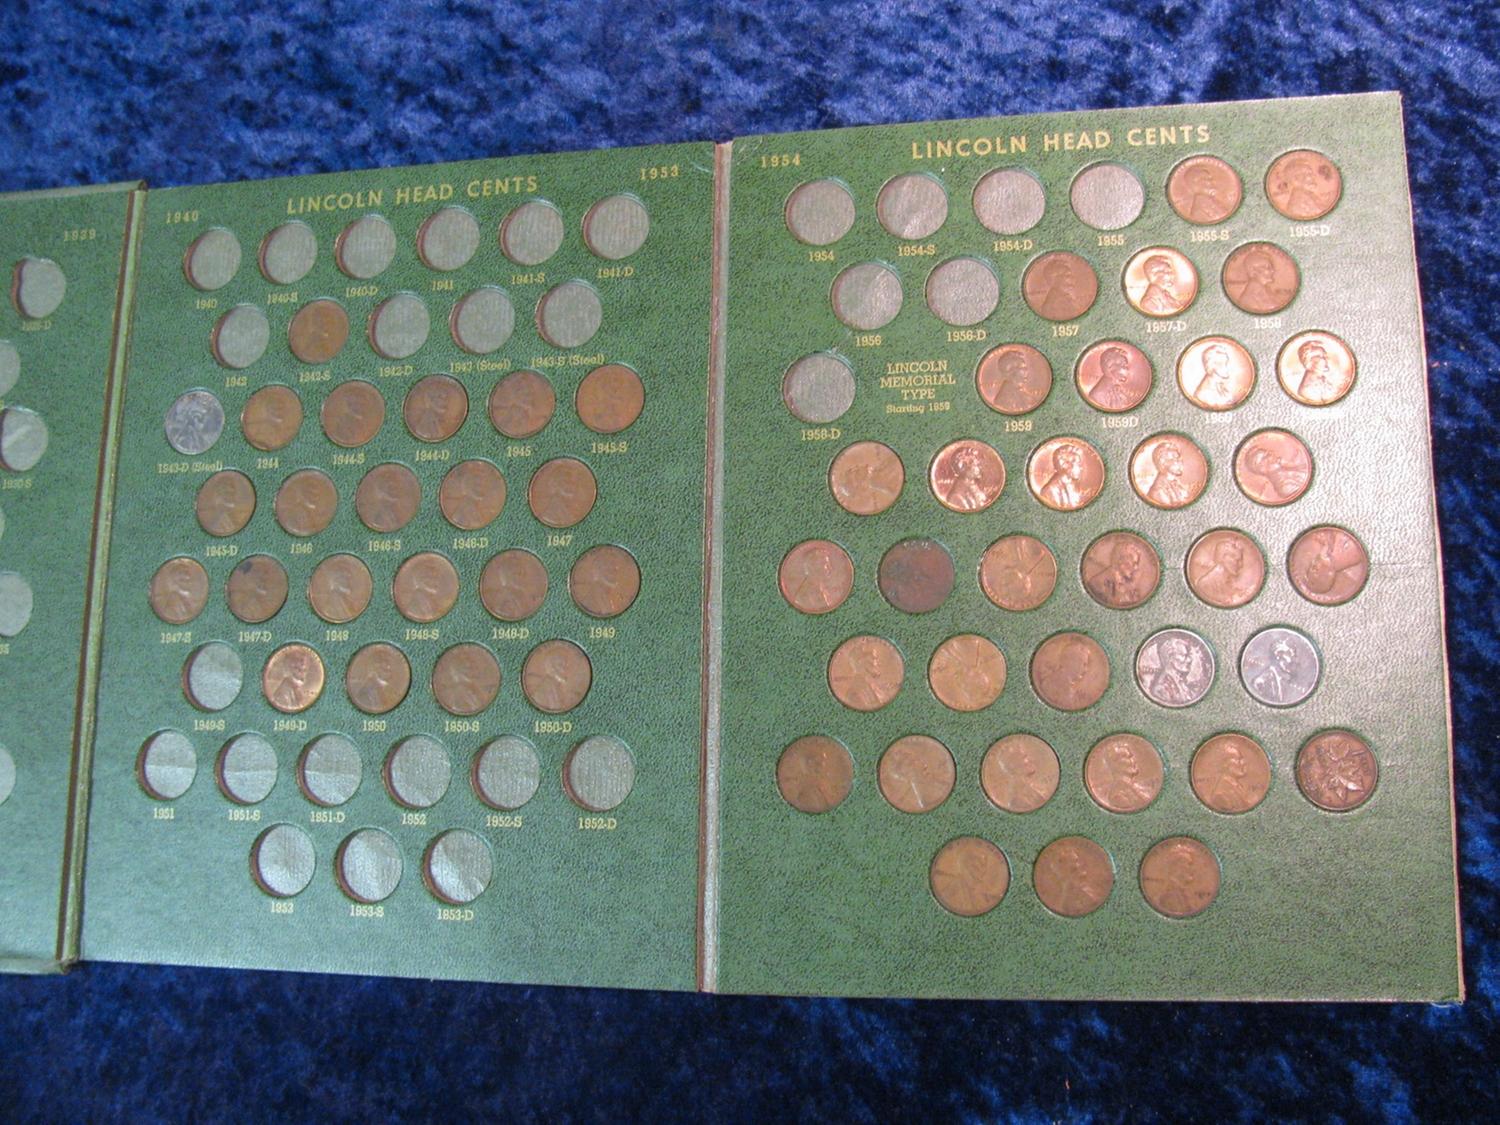 1939
1940 LINCOLN HEAD CENTS 1953
1940 1940-S 1940-D 1941 1941-S 1941-D
1942 1942-S 1942-D 1943 (Steel) 1943-S (Steel)
1943-D (Steel) 1944 1944-S 1944-D 1945 1945-S
1945-D 1946 1946-S 1946-D 1947
1947-S 1947-D 1948 1948-S 1948-D 1949
1949-S 1949-D 1950 1950-S 1950-D
1951 1951-S 1951-D 1952 1952-S 1952-D
1953 1953-S 1953-D
1954 LINCOLN HEAD CENTS
1954 1954-S 1954-D 1955 1955-S 1955-D
1956 1956-D 1957 1957-D 1958
LINCOLN
MEMORIAL
TYPE
Starting 1959
1958-D 1959 1959D 1960